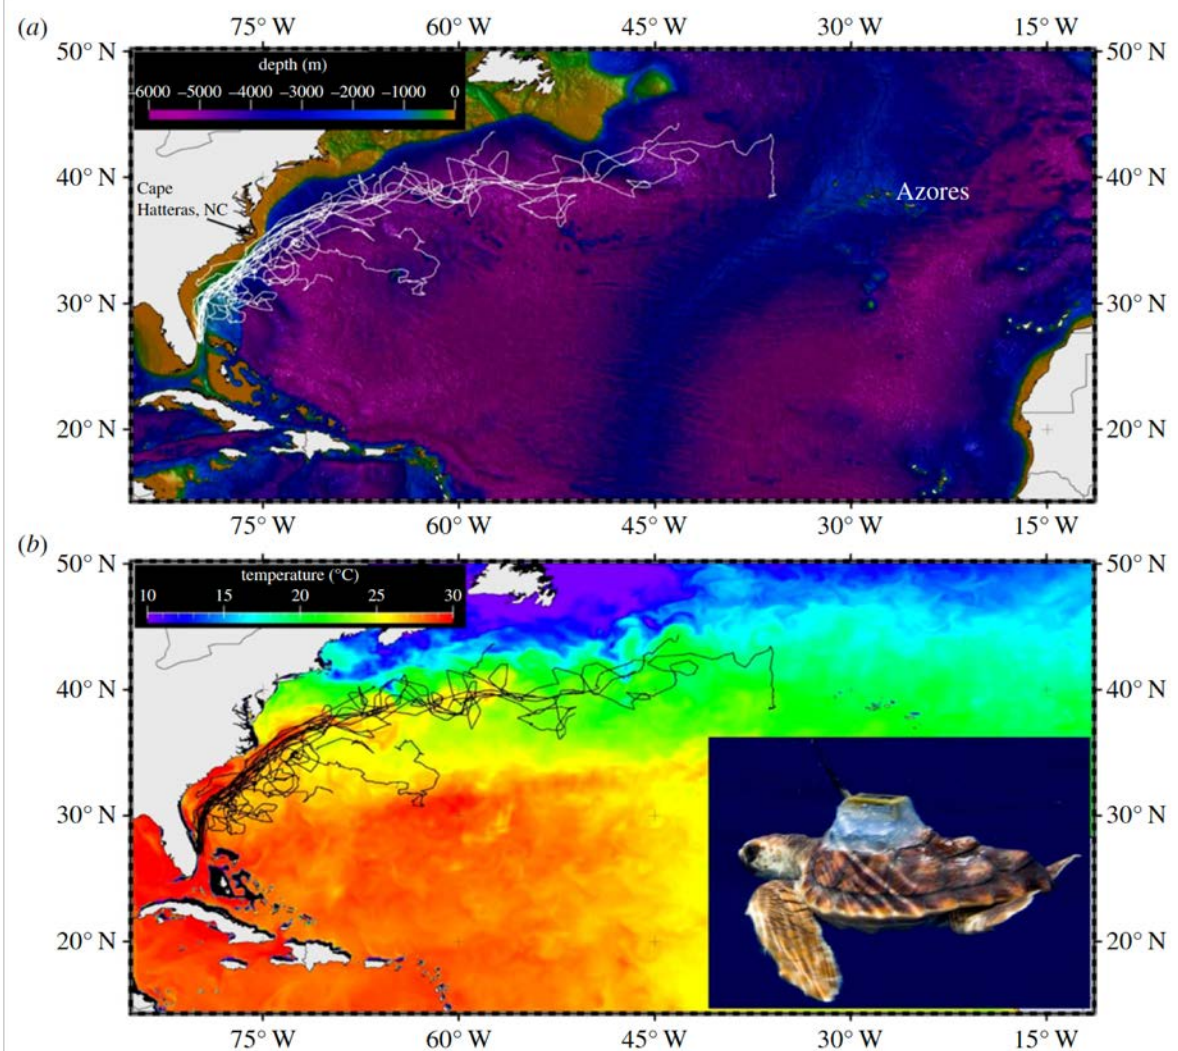 (a)
75° W 60° W 45° W 30° W 15° W
50° N 50° N
depth (m)
–6000 –5000 –4000 –3000 –2000 –1000 0
40° N 40° N
Cape
Hatteras, NC
Azores
30° N 30° N
20° N 20° N
75° W 60° W 45° W 30° W 15° W
(b)
50° N 50° N
temperature (°C)
10 15 20 25 30
40° N 40° N
30° N 30° N
20° N 20° N
75° W 60° W 45° W 30° W 15° W